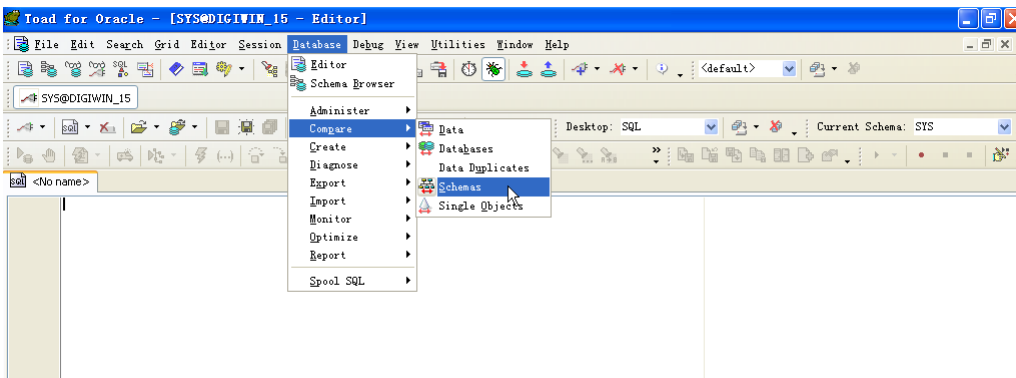 Toad for Oracle - [SYS@DIGIWIN_15 - Editor]
File Edit Search Grid Editor Session Database Debug View Utilities Window Help
Editor
<default>
Schema Browser
SYS@DIGIWIN_15
Administer
Compare
Data
Desktop: SQL
Current Schema: SYS
Create
Databases
Diagnose
Data Duplicates
Export
Schemas
sql <No name>
Import
Single Objects
Monitor
Optimize
Report
Spool SQL